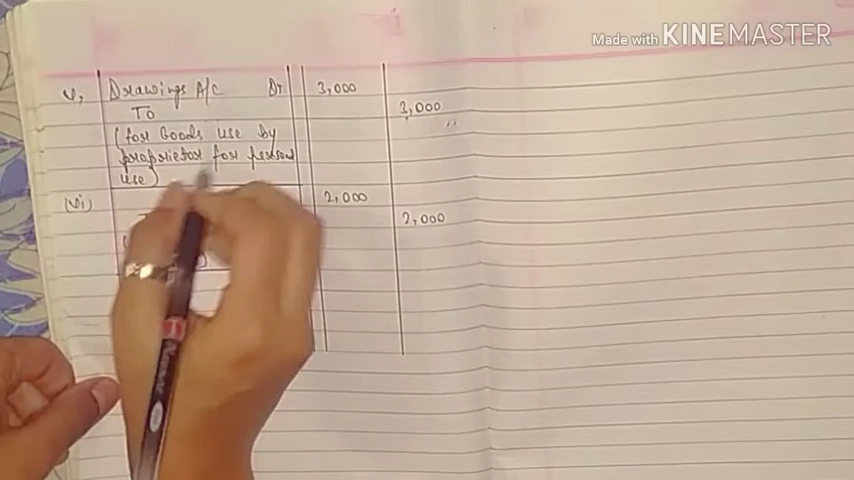 Made with KINEMASTER
v, Drawings A/c Dr 3,000
To 3,000
(for Goods use by
proprietor for person
use)
(vi) 2,000
2,000